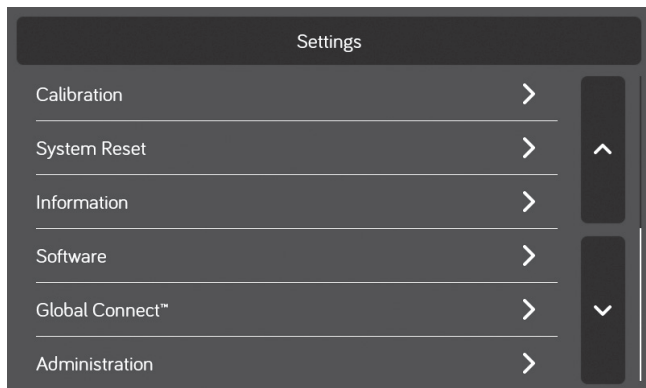 Settings
Calibration
System Reset
Information
Software
Global Connect™
Administration